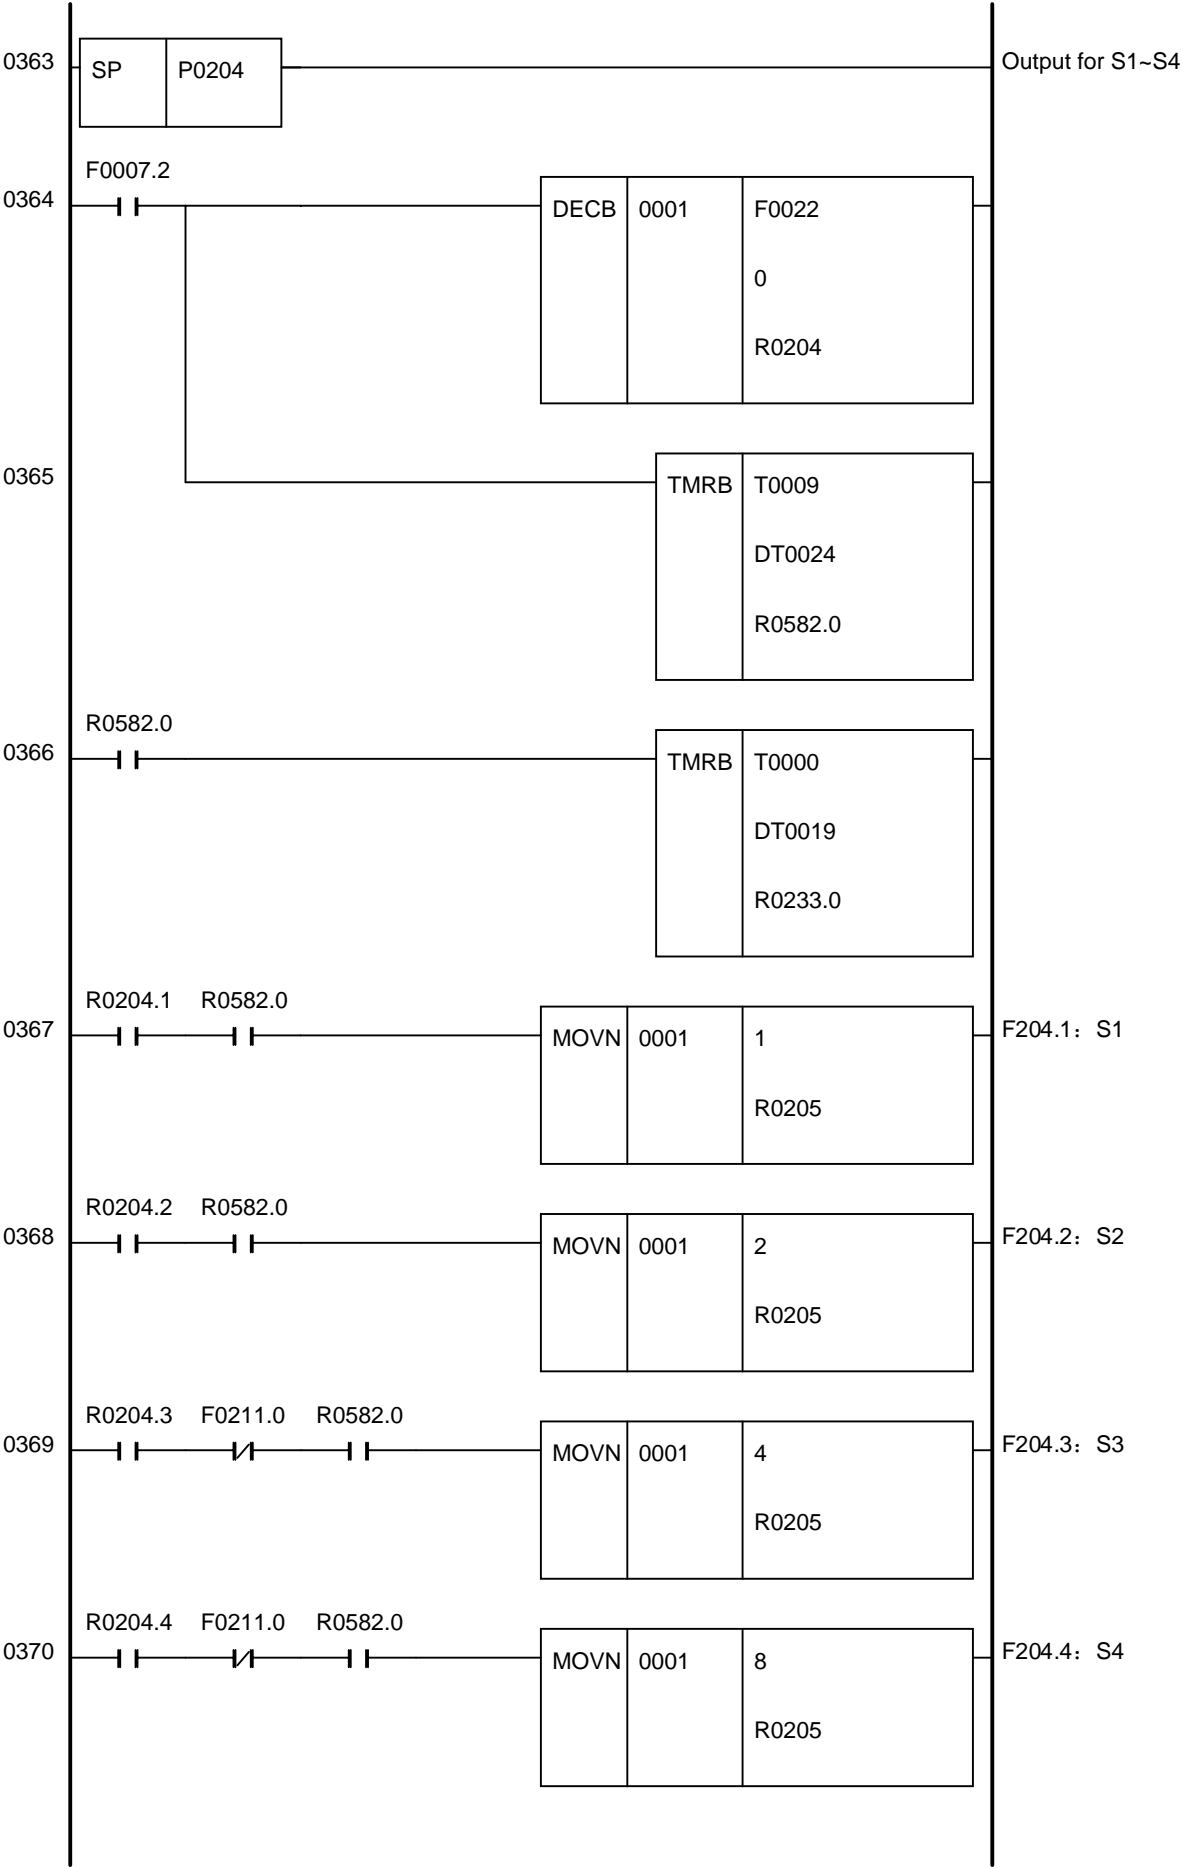 0363 SP P0204 Output for S1~S4
F0007.2
0364 DECB 0001 F0022
0
R0204
0365 TMRB T0009
DT0024
R0582.0
R0582.0
0366 TMRB T0000
DT0019
R0233.0
R0204.1 R0582.0
0367 MOVN 0001 1 F204.1：S1
R0205
R0204.2 R0582.0
0368 MOVN 0001 2 F204.2：S2
R0205
R0204.3 F0211.0 R0582.0
0369 MOVN 0001 4 F204.3：S3
R0205
R0204.4 F0211.0 R0582.0
0370 MOVN 0001 8 F204.4：S4
R0205